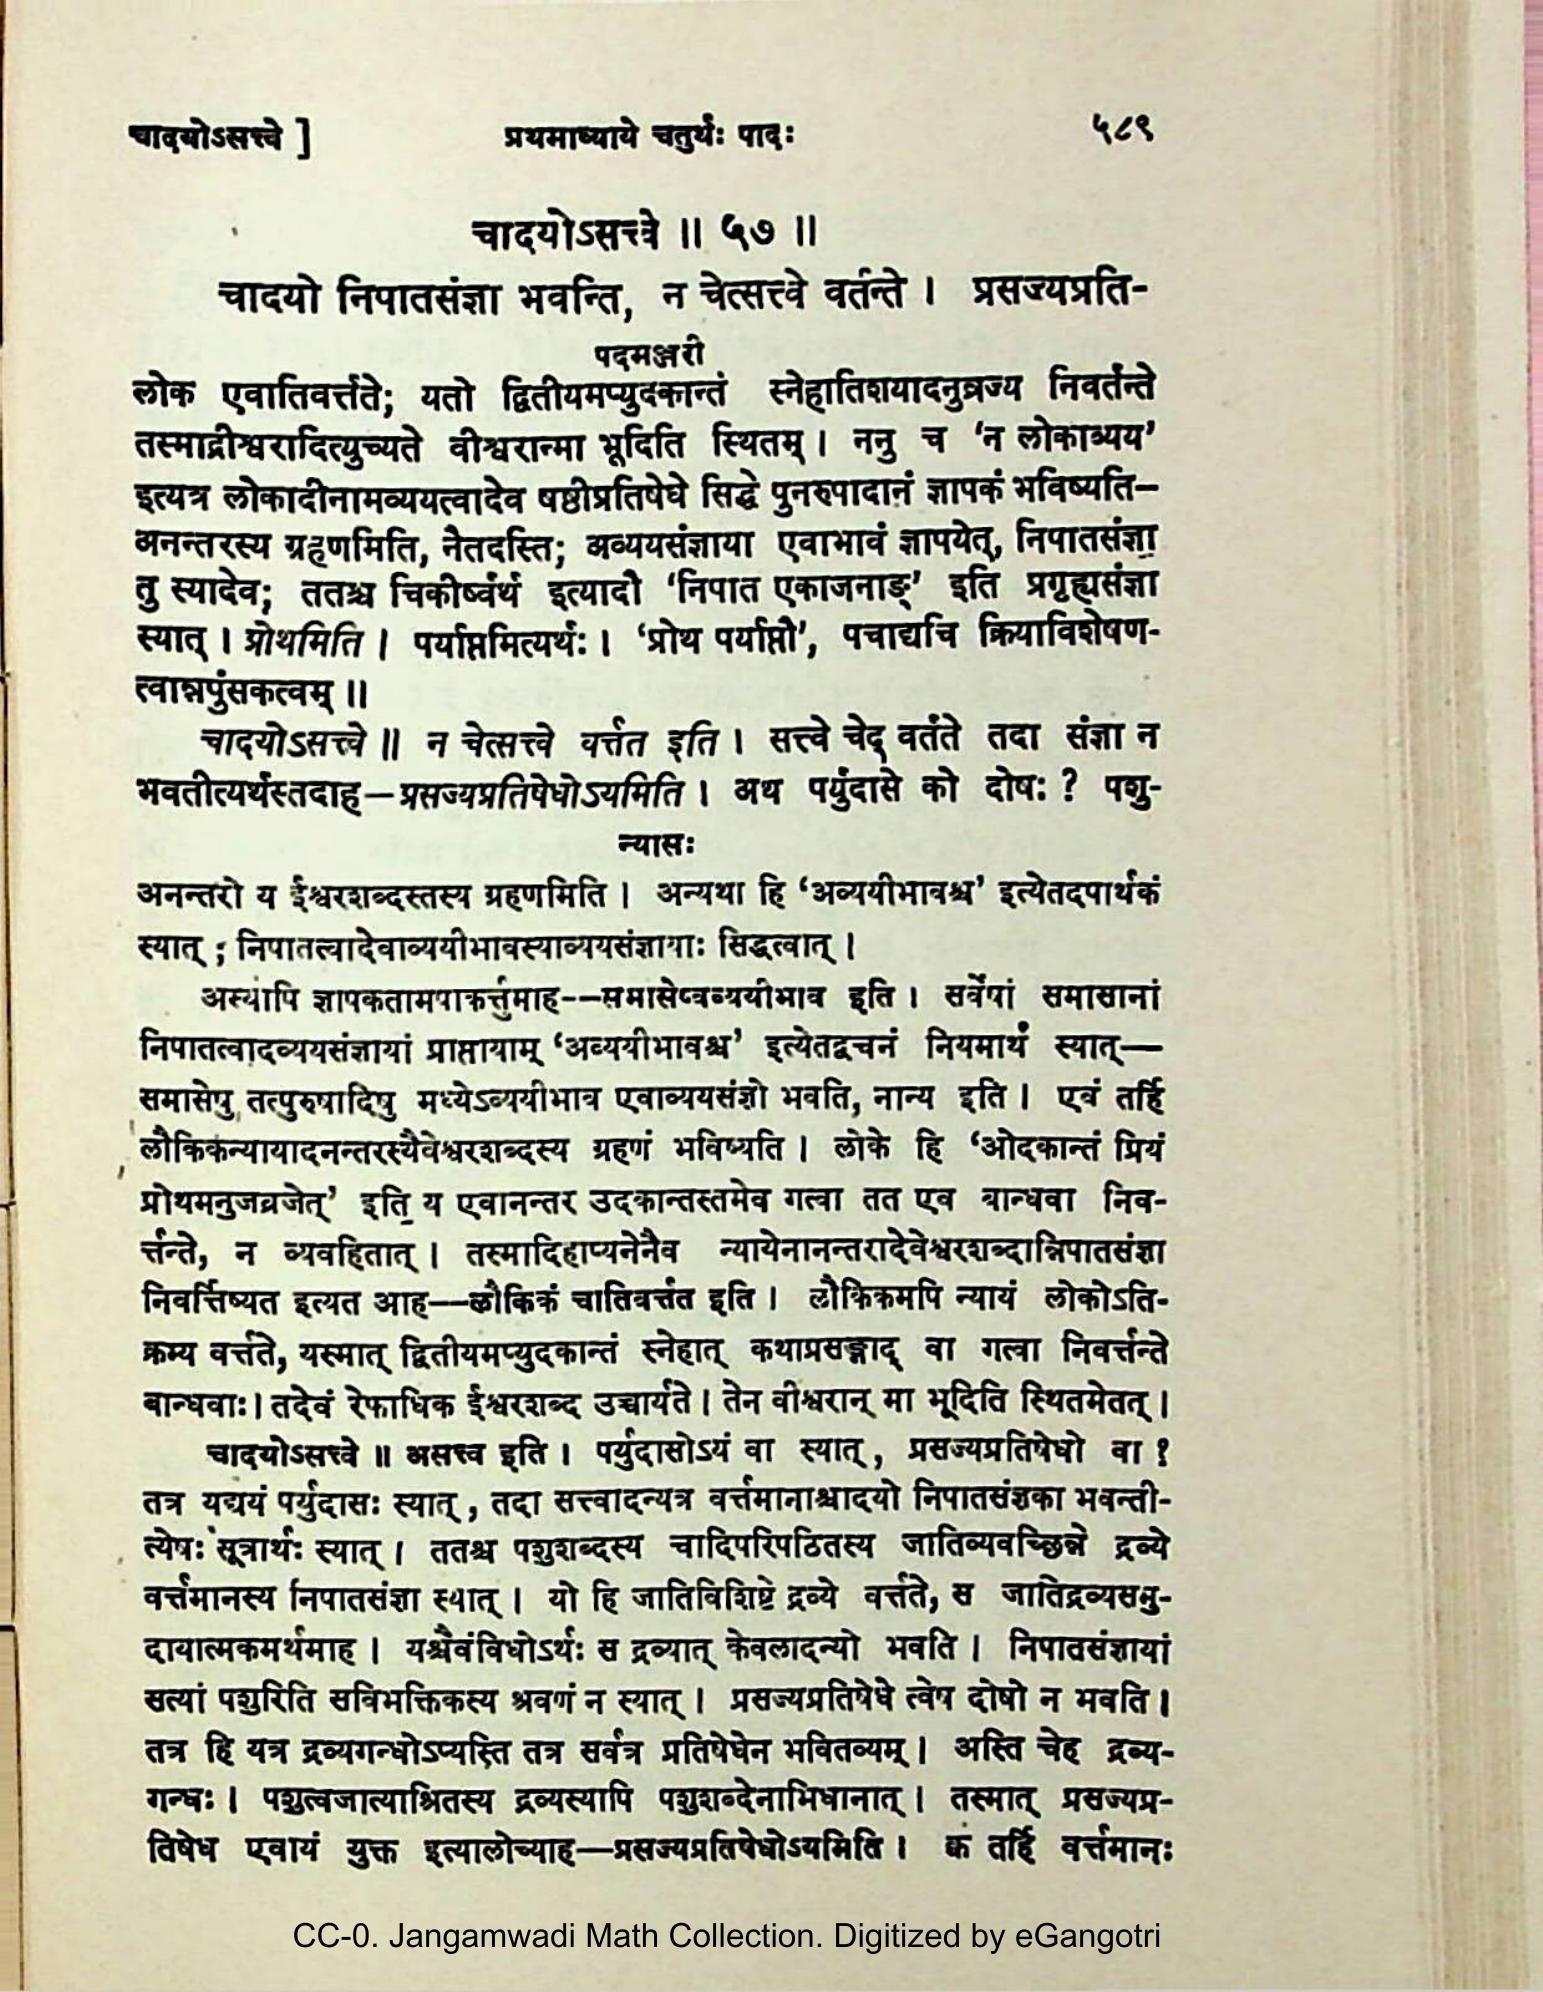 चादयोऽसत्त्वे ] प्रथमाध्याये चतुर्थः पादः ५८९
चादयोऽसत्त्वे ॥ ५७ ॥
चादयो निपातसंज्ञा भवन्ति, न चेत्सत्त्वे वर्तन्ते । प्रसज्यप्रति-
पदमञ्जरी
लोक एवातिवर्त्तते; यतो द्वितीयमप्युदकान्तं स्नेहातिशयादनुव्रज्य निवर्तन्ते
तस्माद्रीश्वरादित्युच्यते वीश्वरान्मा भूदिति स्थितम् । ननु च ‘न लोकाव्यय’
इत्यत्र लोकादीनामव्ययत्वादेव षष्ठीप्रतिषेधे सिद्धे पुनरुपादानं ज्ञापकं भविष्यति–
अनन्तरस्य ग्रहणमिति, नैतदस्ति; अव्ययसंज्ञाया एवाभावं ज्ञापयेत्, निपातसंज्ञा
तु स्यादेव; ततश्च चिकीर्ष्वर्थ इत्यादौ ‘निपात एकाजनाङ्’ इति प्रगृह्यसंज्ञा
स्यात् । प्रोथमिति । पर्याप्तमित्यर्थः । ‘प्रोथ पर्याप्तौ’, पचाद्यचि क्रियाविशेषण-
त्वान्नपुंसकत्वम् ॥
चादयोऽसत्त्वे ॥ न चेत्सत्त्वे वर्त्तत इति । सत्त्वे चेद् वर्तते तदा संज्ञा न
भवतीत्यर्थस्तदाह—प्रसज्यप्रतिषेधोऽयमिति । अथ पर्युदासे को दोषः ? पशु-
न्यासः
अनन्तरो य ईश्वरशब्दस्तस्य ग्रहणमिति । अन्यथा हि ‘अव्ययीभावश्च’ इत्येतदपार्थकं
स्यात् ; निपातत्वादेवाव्ययीभावस्याव्ययसंज्ञायाः सिद्धत्वात् ।
अस्यापि ज्ञापकतामपाकर्त्तुमाह--समासेष्वव्ययीभाव इति । सर्वेषां समासानां
निपातत्वादव्ययसंज्ञायां प्राप्तायाम् ‘अव्ययीभावश्च’ इत्येतद्वचनं नियमार्थं स्यात्—
समासेषु तत्पुरुषादिषु मध्येऽव्ययीभाव एवाव्ययसंज्ञो भवति, नान्य इति । एवं तर्हि
लौकिकन्यायादनन्तरस्यैवेश्वरशब्दस्य ग्रहणं भविष्यति । लोके हि ‘ओदकान्तं प्रियं
प्रोथमनुजव्रजेत्’ इति य एवानन्तर उदकान्तस्तमेव गत्वा तत एव बान्धवा निव-
र्त्तन्ते, न व्यवहितात् । तस्मादिहाप्यनेनैव न्यायेनानन्तरादेवेश्वरशब्दान्निपातसंज्ञा
निवर्त्तिष्यत इत्यत आह—लौकिकं चातिवर्त्तत इति । लौकिकमपि न्यायं लोकोऽति-
क्रम्य वर्त्तते, यस्मात् द्वितीयमप्युदकान्तं स्नेहात् कथाप्रसङ्गाद् वा गत्वा निवर्त्तन्ते
बान्धवाः। तदेवं रेफाधिक ईश्वरशब्द उच्चार्यते । तेन वीश्वरान् मा भूदिति स्थितमेतत् ।
चादयोऽसत्त्वे ॥ असत्त्व इति । पर्युदासोऽयं वा स्यात् , प्रसज्यप्रतिषेधो वा ?
तत्र यद्ययं पर्युदासः स्यात् , तदा सत्त्वादन्यत्र वर्त्तमानाश्चादयो निपातसंज्ञका भवन्ती-
त्येषः सूत्रार्थः स्यात् । ततश्च पशुशब्दस्य चादिपरिपठितस्य जातिव्यवच्छिन्ने द्रव्ये
वर्त्तमानस्य निपातसंज्ञा स्यात् । यो हि जातिविशिष्टे द्रव्ये वर्त्तते, स जातिद्रव्यसमु-
दायात्मकमर्थमाह । यश्चैवंविधोऽर्थः स द्रव्यात् केवलादन्यो भवति । निपातसंज्ञायां
सत्यां पशुरिति सविभक्तिकस्य श्रवणं न स्यात् । प्रसज्यप्रतिषेधे त्वेष दोषो न भवति ।
तत्र हि यत्र द्रव्यगन्धोऽप्यस्ति तत्र सर्वत्र प्रतिषेधेन भवितव्यम् । अस्ति चेह द्रव्य-
गन्धः । पशुत्वजात्याश्रितस्य द्रव्यस्यापि पशुशब्देनाभिधानात् । तस्मात् प्रसज्यप्र-
तिषेध एवायं युक्त इत्यालोच्याह—प्रसज्यप्रतिषेधोऽयमिति । क्व तर्हि वर्त्तमानः
CC-0. Jangamwadi Math Collection. Digitized by eGangotri